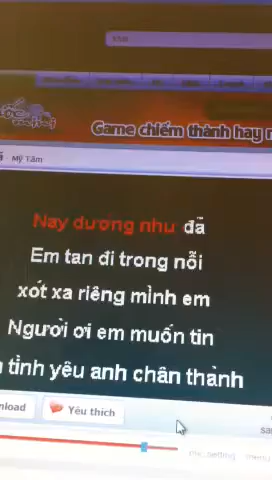 Game chiếm thành hay
Mỹ Tâm
Nay dường như đã
Em tan đi trong nỗi
xót xa riêng mình em
Người ơi em muốn tin
tình yêu anh chân thành
nload
Yêu thích